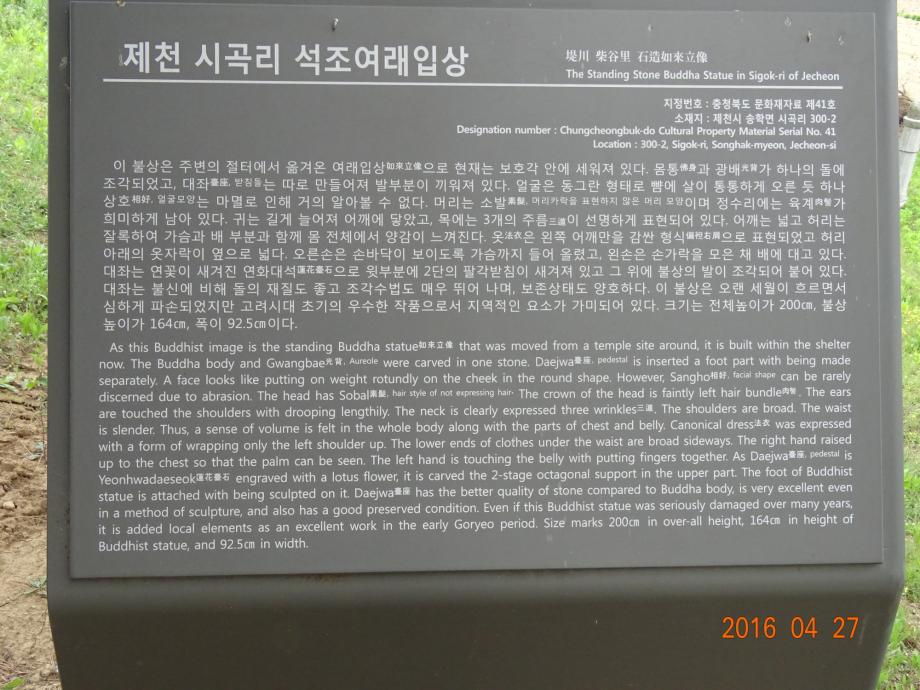 제천 시곡리 석조여래입상
堤川 柴谷里 石造如來立像
The Standing Stone Buddha Statue in Sigok-ri of Jecheon
지정번호 : 충청북도 문화재자료 제41호
소재지 : 제천시 송학면 시곡리 300-2
Designation number : Chungcheongbuk-do Cultural Property Material Serial No. 41
Location : 300-2, Sigok-ri, Songhak-myeon, Jecheon-si
이 불상은 주변의 절터에서 옮겨온 여래입상如來立像으로 현재는 보호각 안에 세워져 있다. 몸통佛身과 광배光背가 하나의 돌에
조각되었고, 대좌臺座, 받침돌는 따로 만들어져 발부분이 끼워져 있다. 얼굴은 동그란 형태로 뺨에 살이 통통하게 오른 듯 하나
상호相好, 얼굴모양는 마멸로 인해 거의 알아볼 수 없다. 머리는 소발素髮, 머리카락을 표현하지 않은 머리 모양이며 정수리에는 육계肉髻가
희미하게 남아 있다. 귀는 길게 늘어져 어깨에 닿았고, 목에는 3개의 주름三道이 선명하게 표현되어 있다. 어깨는 넓고 허리는
잘록하여 가슴과 배 부분과 함께 몸 전체에서 양감이 느껴진다. 옷法衣은 왼쪽 어깨만을 감싼 형식偏袒右肩으로 표현되었고 허리
아래의 옷자락이 옆으로 넓다. 오른손은 손바닥이 보이도록 가슴까지 들어 올렸고, 왼손은 손가락을 모은 채 배에 대고 있다.
대좌는 연꽃이 새겨진 연화대석蓮花臺石으로 윗부분에 2단의 팔각받침이 새겨져 있고 그 위에 불상의 발이 조각되어 붙어 있다.
대좌는 불신에 비해 돌의 재질도 좋고 조각수법도 매우 뛰어 나며, 보존상태도 양호하다. 이 불상은 오랜 세월이 흐르면서
심하게 파손되었지만 고려시대 초기의 우수한 작품으로서 지역적인 요소가 가미되어 있다. 크기는 전체높이가 200㎝, 불상
높이가 164㎝, 폭이 92.5㎝이다.
As this Buddhist image is the standing Buddha statue如來立像 that was moved from a temple site around, it is built within the shelter
now. The Buddha body and Gwangbae光背, Aureole were carved in one stone. Daejwa臺座, pedestal is inserted a foot part with being made
separately. A face looks like putting on weight rotundly on the cheek in the round shape. However, Sangho相好, facial shape can be rarely
discerned due to abrasion. The head has Sobal素髮, hair style of not expressing hair. The crown of the head is faintly left hair bundle肉髻. The ears
are touched the shoulders with drooping lengthily. The neck is clearly expressed three wrinkles三道. The shoulders are broad. The waist
is slender. Thus, a sense of volume is felt in the whole body along with the parts of chest and belly. Canonical dress法衣 was expressed
with a form of wrapping only the left shoulder up. The lower ends of clothes under the waist are broad sideways. The right hand raised
up to the chest so that the palm can be seen. The left hand is touching the belly with putting fingers together. As Daejwa臺座, pedestal is
Yeonhwadaeseok蓮花臺石 engraved with a lotus flower, it is carved the 2-stage octagonal support in the upper part. The foot of Buddhist
statue is attached with being sculpted on it. Daejwa臺座 has the better quality of stone compared to Buddha body, is very excellent even
in a method of sculpture, and also has a good preserved condition. Even if this Buddhist statue was seriously damaged over many years,
it is added local elements as an excellent work in the early Goryeo period. Size marks 200㎝ in over-all height, 164㎝ in height of
Buddhist statue, and 92.5㎝ in width.
2016 04 27